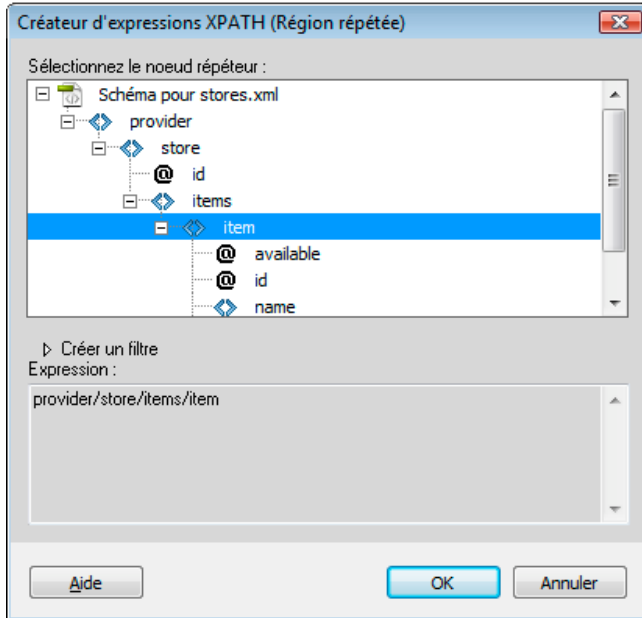 Créateur d'expressions XPATH (Région répétée)
Sélectionnez le noeud répéteur :
Schéma pour stores.xml
provider
store
@ id
items
item
@ available
@ id
name
Créer un filtre
Expression :
provider/store/items/item
Aide
OK
Annuler